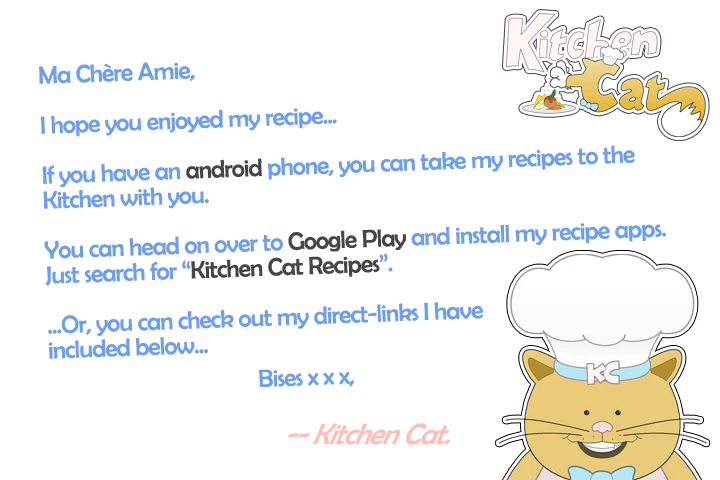 Kitchen
Cat
Ma Chère Amie,
I hope you enjoyed my recipe...
If you have an android phone, you can take my recipes to the
Kitchen with you.
You can head on over to Google Play and install my recipe apps.
Just search for “Kitchen Cat Recipes”.
...Or, you can check out my direct-links I have
included below...
Bises x x x,
-- Kitchen Cat.
KC